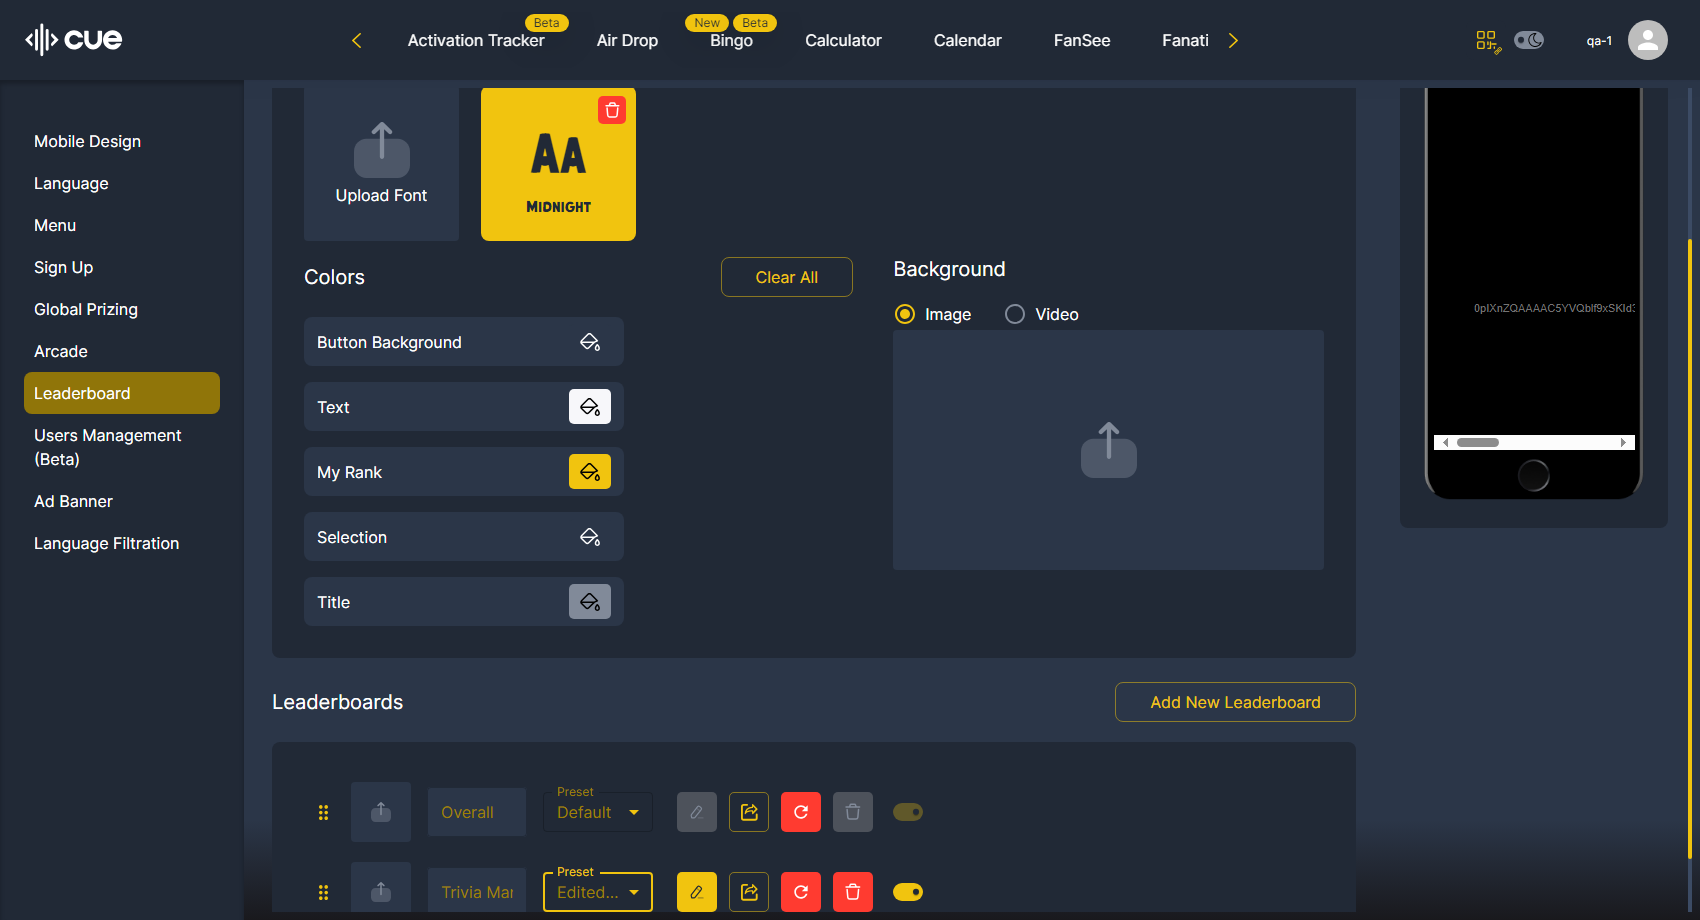 cue
Activation Tracker
Beta
Air Drop
New
Beta
Bingo
Calculator
Calendar
FanSee
Fanati
qa-1
Mobile Design
Language
Menu
Sign Up
Global Prizing
Arcade
Leaderboard
Users Management
(Beta)
Ad Banner
Language Filtration
Upload Font
AA
MIDNIGHT
Colors
Clear All
Button Background
Text
My Rank
Selection
Title
Background
Image
Video
Leaderboards
Add New Leaderboard
Overall
Preset
Default
Trivia Mar
Preset
Edited...